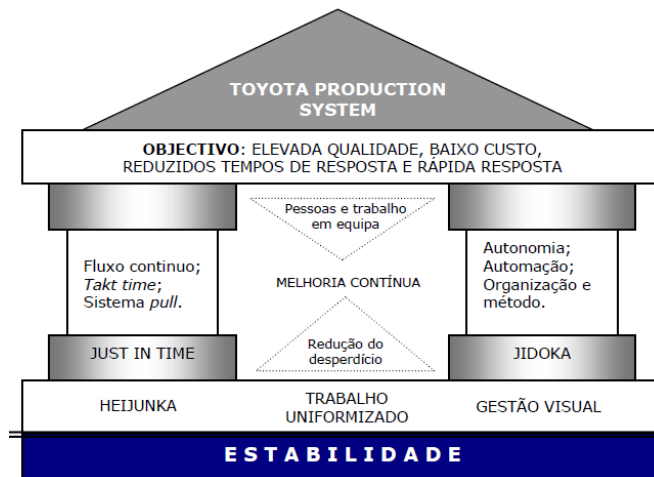 TOYOTA PRODUCTION
SYSTEM
OBJECTIVO: ELEVADA QUALIDADE, BAIXO CUSTO,
REDUZIDOS TEMPOS DE RESPOSTA E RÁPIDA RESPOSTA
Fluxo continuo;
Takt time;
Sistema pull.
JUST IN TIME
Pessoas e trabalho
em equipa
MELHORIA CONTÍNUA
Redução do
desperdício
Autonomia;
Automação;
Organização e
método.
JIDOKA
HEIJUNKA
TRABALHO
UNIFORMIZADO
GESTÃO VISUAL
ESTABILIDADE